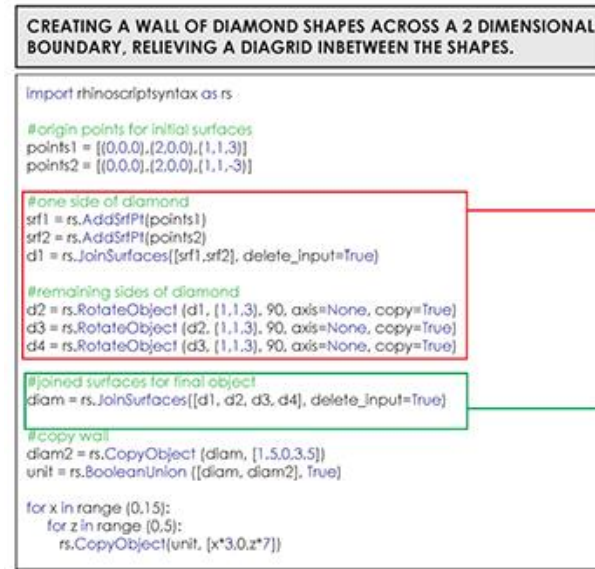 CREATING A WALL OF DIAMOND SHAPES ACROSS A 2 DIMENSIONAL
BOUNDARY, RELIEVING A DIAGRID INBETWEEN THE SHAPES.
import rhinoscriptsyntax as rs
#origin points for initial surfaces
points1 = [(0,0,0),(2,0,0),(1,1,3)]
points2 = [(0,0,0),(2,0,0),(1,1,-3)]
#one side of diamond
srf1 = rs.AddSrfPt(points1)
srf2 = rs.AddSrfPt(points2)
d1 = rs.JoinSurfaces([srf1,srf2], delete_input=True)
#remaining sides of diamond
d2 = rs.RotateObject (d1, (1,1,3), 90, axis=None, copy=True)
d3 = rs.RotateObject (d2, (1,1,3), 90, axis=None, copy=True)
d4 = rs.RotateObject (d3, (1,1,3), 90, axis=None, copy=True)
#joined surfaces for final object
diam = rs.JoinSurfaces([d1, d2, d3, d4], delete_input=True)
#copy wall
diam2 = rs.CopyObject (diam, [1.5,0,3.5])
unit = rs.BooleanUnion ([diam, diam2], True)
for x in range (0,15):
for z in range (0,5):
rs.CopyObject(unit, [x*3,0,z*7])